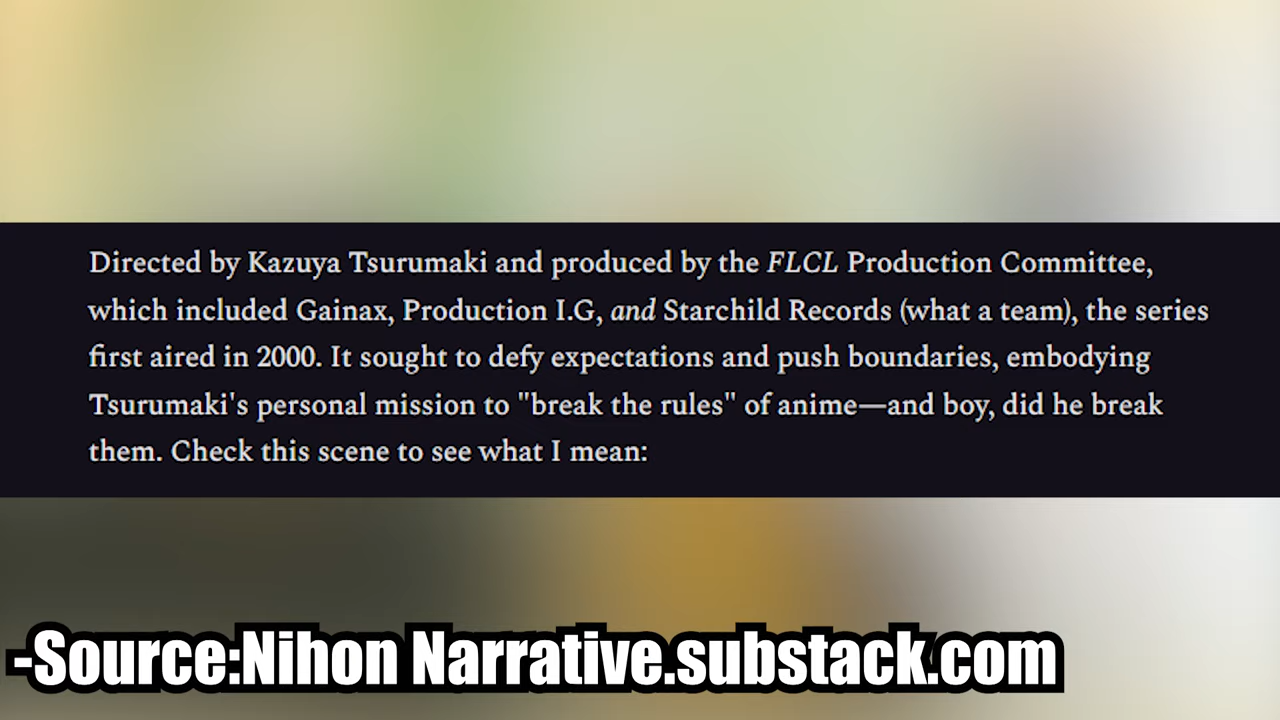 Directed by Kazuya Tsurumaki and produced by the FLCL Production Committee,
which included Gainax, Production I.G, and Starchild Records (what a team), the series
first aired in 2000. It sought to defy expectations and push boundaries, embodying
Tsurumaki's personal mission to "break the rules" of anime—and boy, did he break
them. Check this scene to see what I mean:
-Source:Nihon Narrative.substack.com